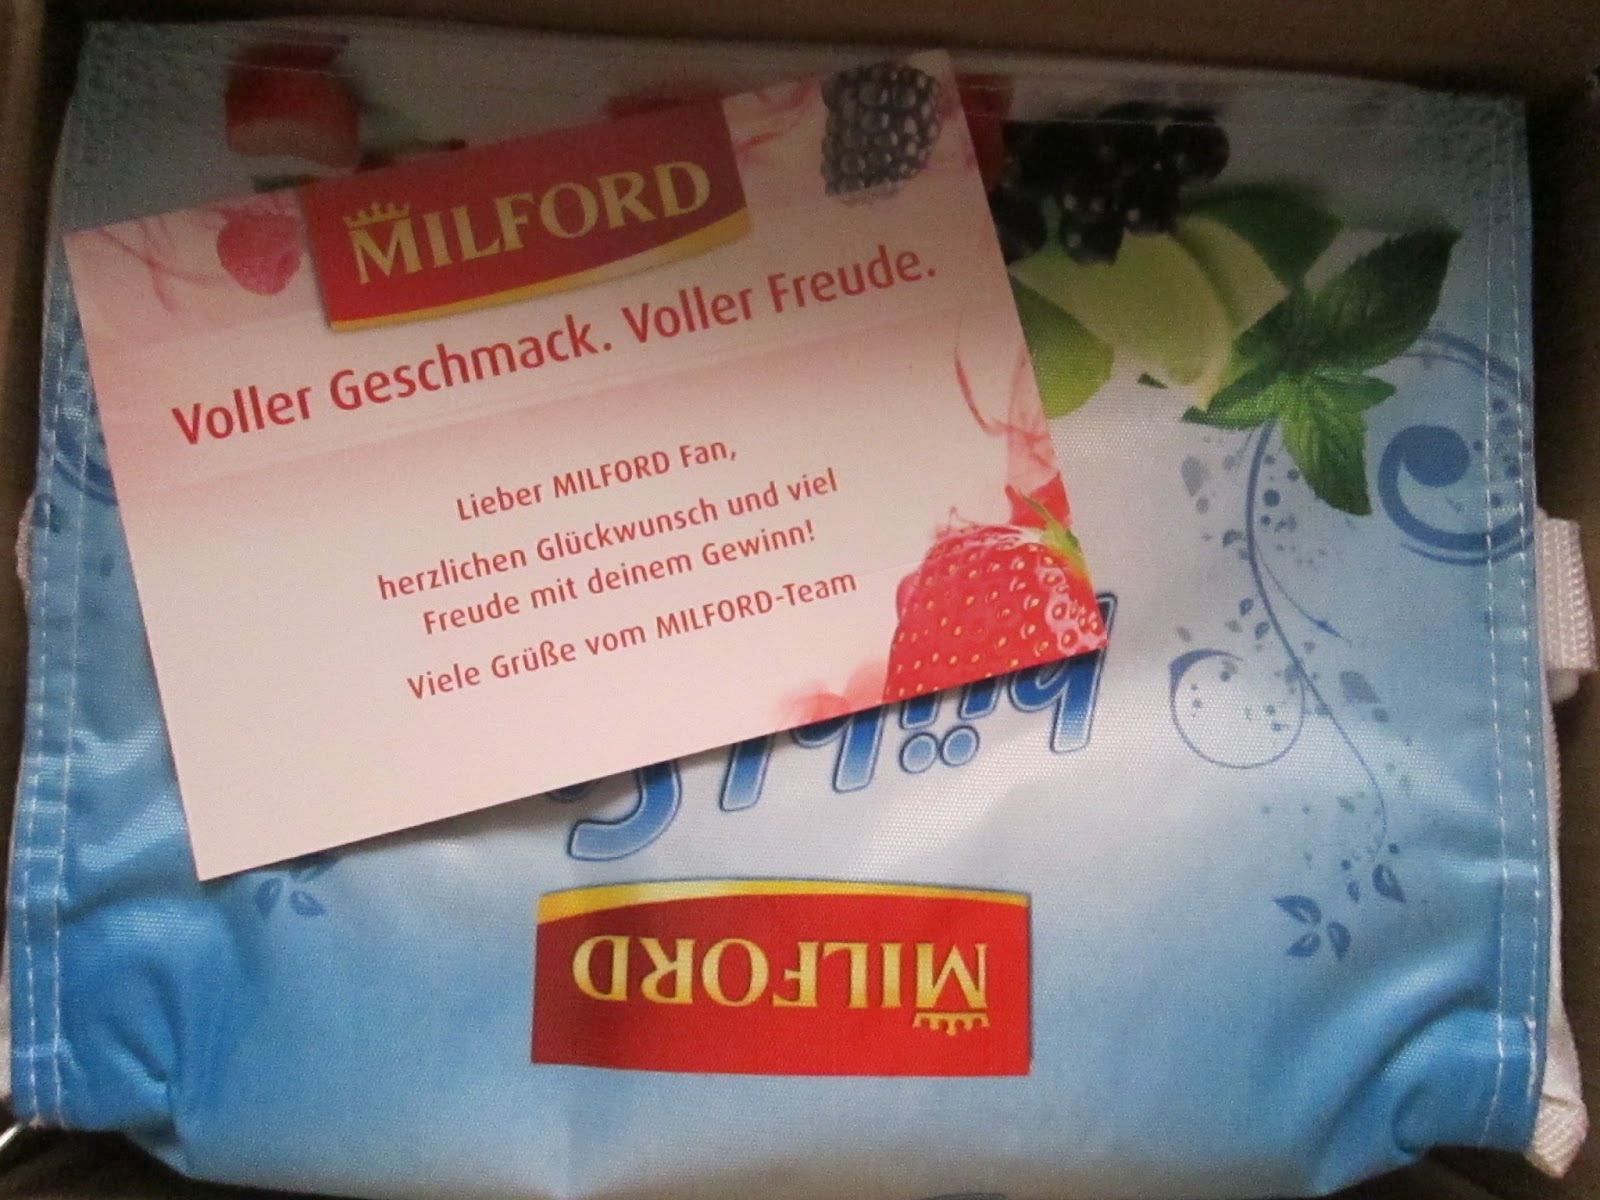 MILFORD
Voller Geschmack. Voller Freude.
Lieber MILFORD Fan,
herzlichen Glückwunsch und viel
Freude mit deinem Gewinn!
Viele Grüße vom MILFORD-Team
MILFORD